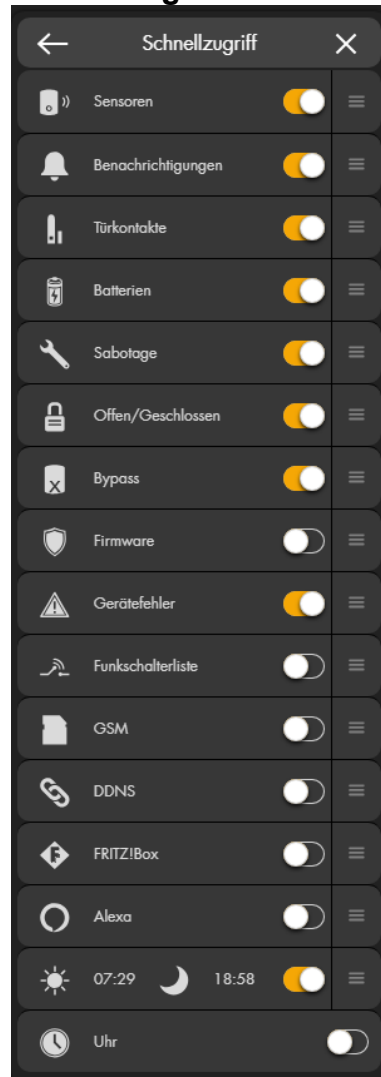 Schnellzugriff
Sensoren
Benachrichtigungen
Türkontakte
Batterien
Sabotage
Offen/Geschlossen
Bypass
Firmware
Gerätefehler
Funkschalterliste
GSM
DDNS
FRITZ!Box
Alexa
07:29 18:58
Uhr